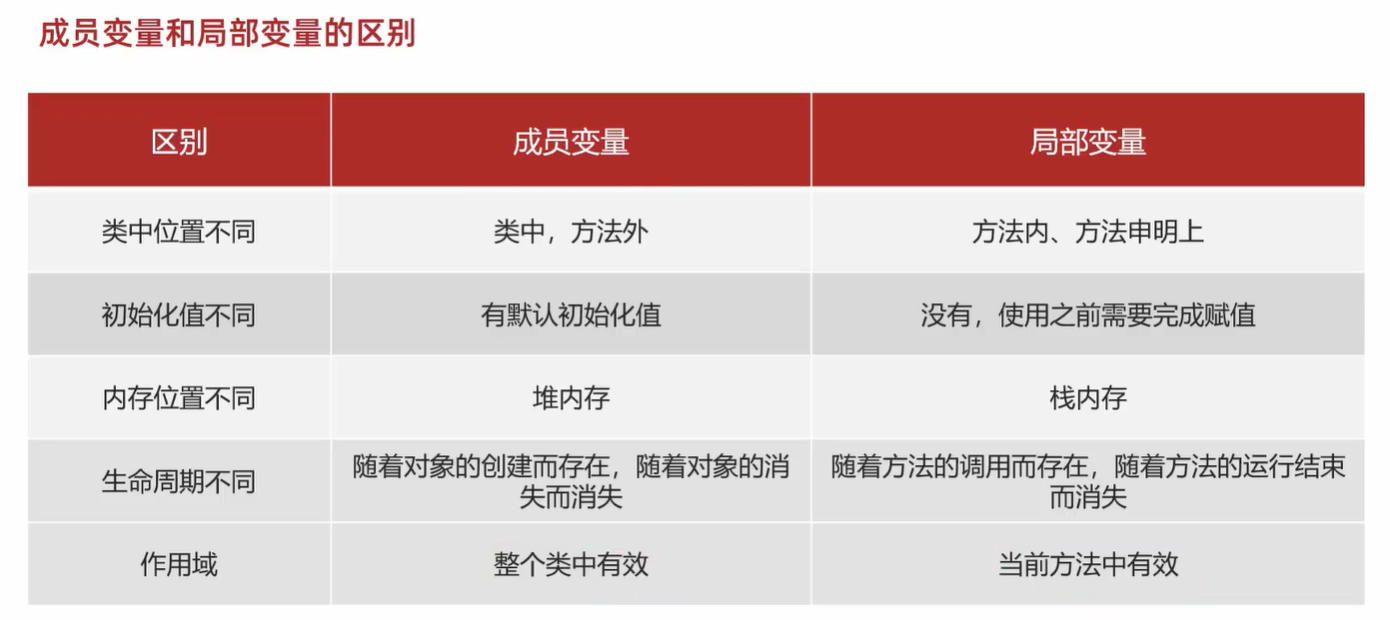 成员变量和局部变量的区别
区别 成员变量 局部变量
类中位置不同 类中，方法外 方法内、方法申明上
初始化值不同 有默认初始化值 没有，使用之前需要完成赋值
内存位置不同 堆内存 栈内存
生命周期不同
随着对象的创建而存在，随着对象的消
失而消失
随着方法的调用而存在，随着方法的运行结束
而消失
作用域 整个类中有效 当前方法中有效